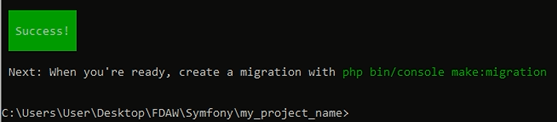 Success!
Next: When you're ready, create a migration with php bin/console make:migration
C:\Users\User\Desktop\FDAW\Symfony\my_project_name>